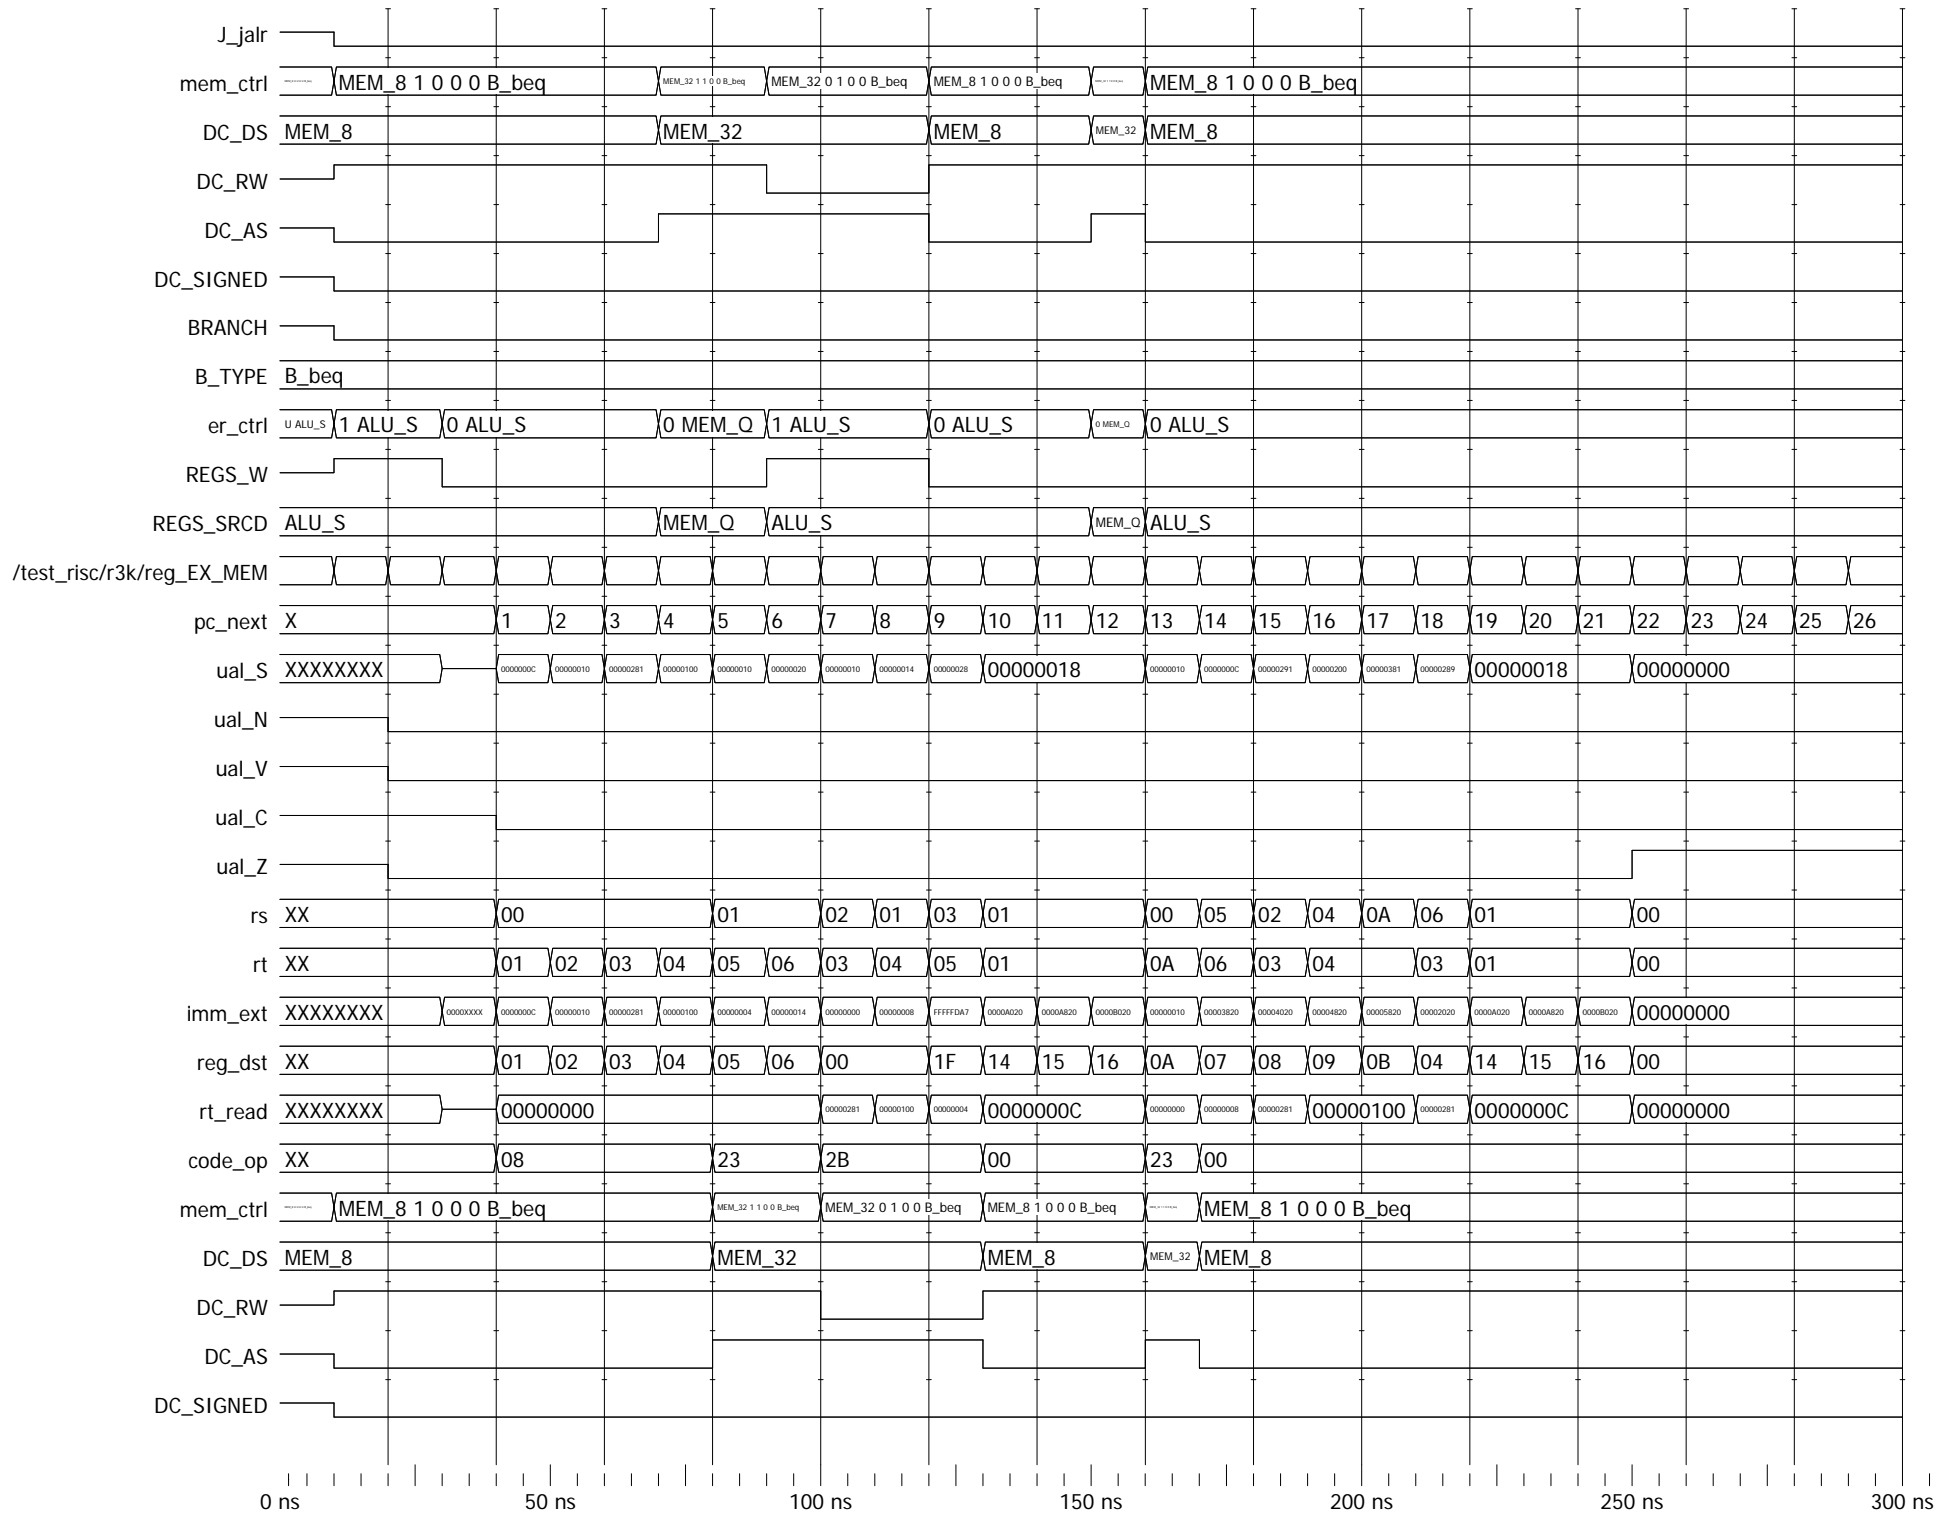 J_jalr
mem_ctrl MEM_8 1 0 0 0 B_beq MEM_32 1 1 0 0 B_beq MEM_32 0 1 0 0 B_beq MEM_8 1 0 0 0 B_beq MEM_8 1 0 0 0 B_beq
DC_DS MEM_8 MEM_32 MEM_8 MEM_32 MEM_8
DC_RW
DC_AS
DC_SIGNED
BRANCH
B_TYPE B_beq
er_ctrl U ALU_S 1 ALU_S 0 ALU_S 0 MEM_Q 1 ALU_S 0 ALU_S 0 MEM_Q 0 ALU_S
REGS_W
REGS_SRCD ALU_S MEM_Q ALU_S MEM_Q ALU_S
/test_risc/r3k/reg_EX_MEM
pc_next X 1 2 3 4 5 6 7 8 9 10 11 12 13 14 15 16 17 18 19 20 21 22 23 24 25 26
ual_S XXXXXXXX 0000000C 00000010 00000281 00000100 00000010 00000020 00000010 00000014 00000028 00000018 00000010 0000000C 00000291 00000200 00000381 00000289 00000018 00000000
ual_N
ual_V
ual_C
ual_Z
rs XX 00 01 02 01 03 01 00 05 02 04 0A 06 01 00
rt XX 01 02 03 04 05 06 03 04 05 01 0A 06 03 04 03 01 00
imm_ext XXXXXXXX 0000XXXX 0000000C 00000010 00000281 00000100 00000004 00000014 00000000 00000008 FFFFFDA7 0000A020 0000A820 0000B020 00000010 00003820 00004020 00004820 00005820 00002020 0000A020 0000A820 0000B020 00000000
reg_dst XX 01 02 03 04 05 06 00 1F 14 15 16 0A 07 08 09 0B 04 14 15 16 00
rt_read XXXXXXXX 00000000 00000281 00000100 00000004 0000000C 00000000 00000008 00000281 00000100 00000281 0000000C 00000000
code_op XX 08 23 2B 00 23 00
mem_ctrl MEM_8 1 0 0 0 B_beq MEM_32 1 1 0 0 B_beq MEM_32 0 1 0 0 B_beq MEM_8 1 0 0 0 B_beq MEM_8 1 0 0 0 B_beq
DC_DS MEM_8 MEM_32 MEM_8 MEM_32 MEM_8
DC_RW
DC_AS
DC_SIGNED
0 ns 50 ns 100 ns 150 ns 200 ns 250 ns 300 ns